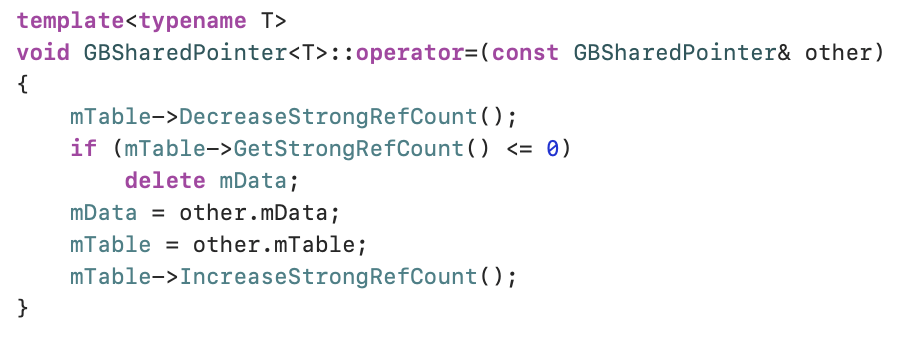 template<typename T>
void GBSharedPointer<T>::operator=(const GBSharedPointer& other)
{
    mTable->DecreaseStrongRefCount();
    if (mTable->GetStrongRefCount() <= 0)
        delete mData;
    mData = other.mData;
    mTable = other.mTable;
    mTable->IncreaseStrongRefCount();
}